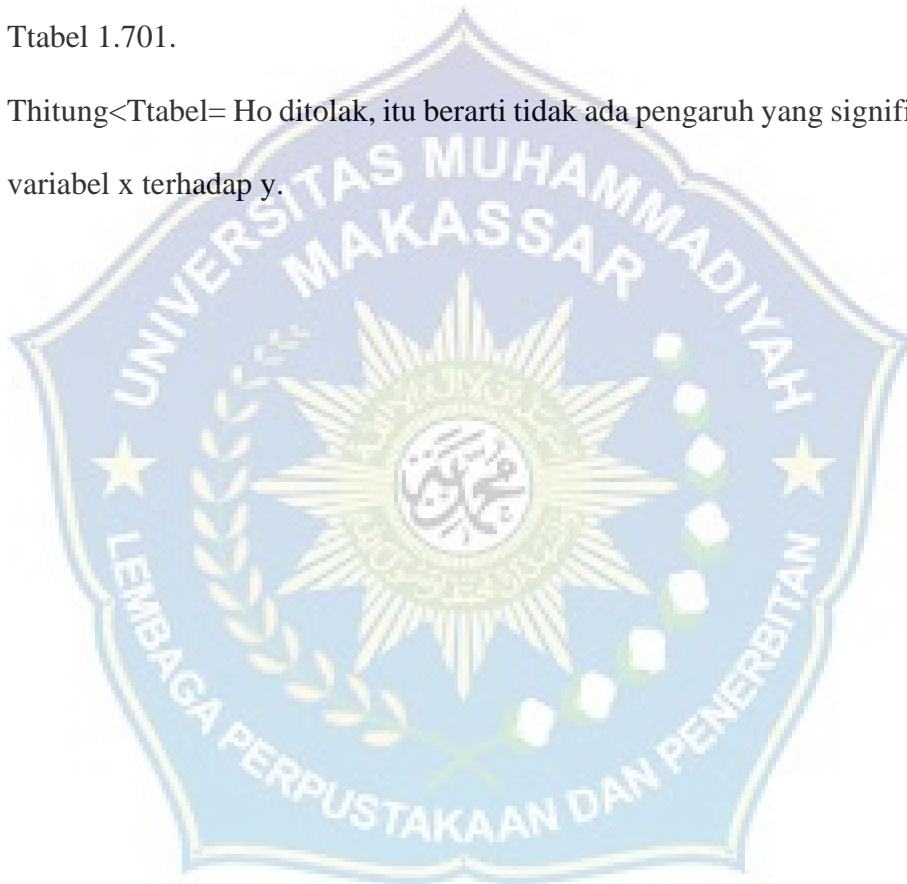 Ttabel 1.701.
Thitung<Ttabel= Ho ditolak, itu berarti tidak ada pengaruh yang signifi
variabel x terhadap y.
UNIVERSITAS MUHAMMADIYAH
MAKASSAR
LEMBAGA PERPUSTAKAAN DAN PENERBITAN
محمد